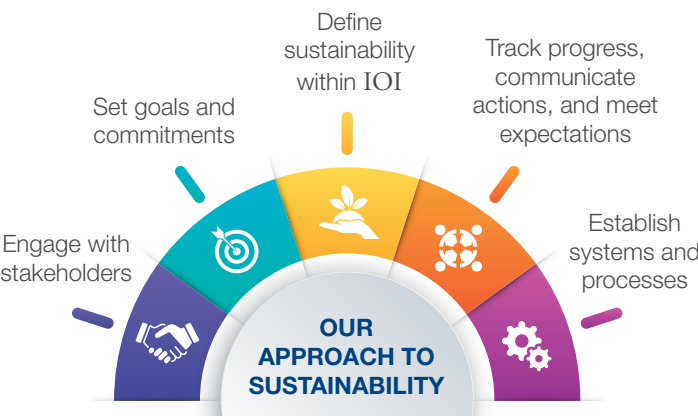 Define
sustainability
within IOI
Track progress,
communicate
actions, and meet
expectations
Set goals and
commitments
Establish
systems and
processes
Engage with
stakeholders
OUR
APPROACH TO
SUSTAINABILITY